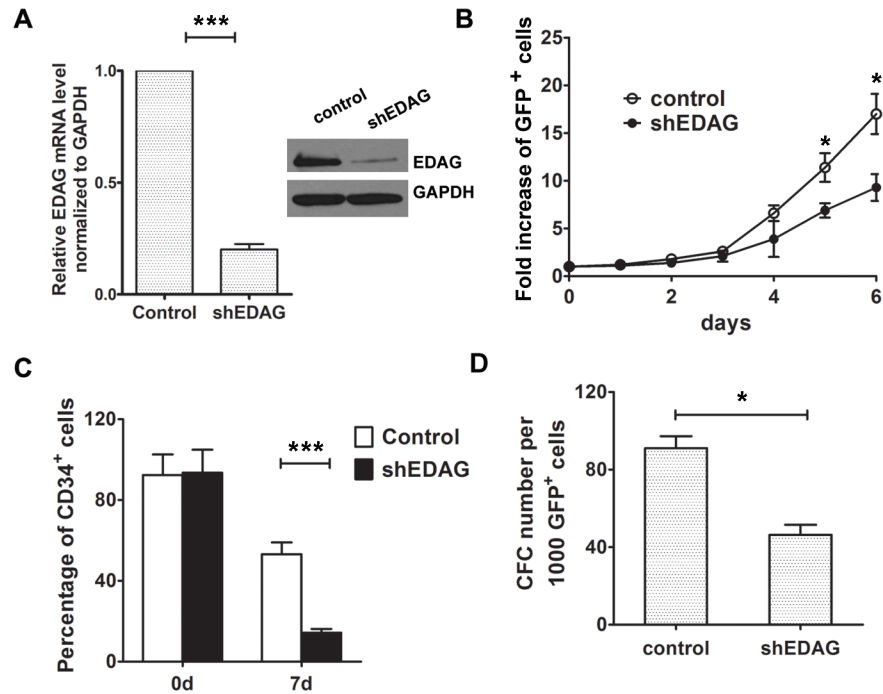 A
***
Relative EDAG mRNA level
normalized to GAPDH
1.0
0.5
0.0
Control shEDAG
control shEDAG
EDAG
GAPDH
B
Fold increase of GFP⁺ cells
25
20
15
10
5
0
0 2 4 6
days
control
shEDAG
*
*
C
Percentage of CD34⁺ cells
120
80
40
0
0d 7d
***
Control
shEDAG
D
CFC number per
1000 GFP⁺ cells
120
80
40
0
control shEDAG
*